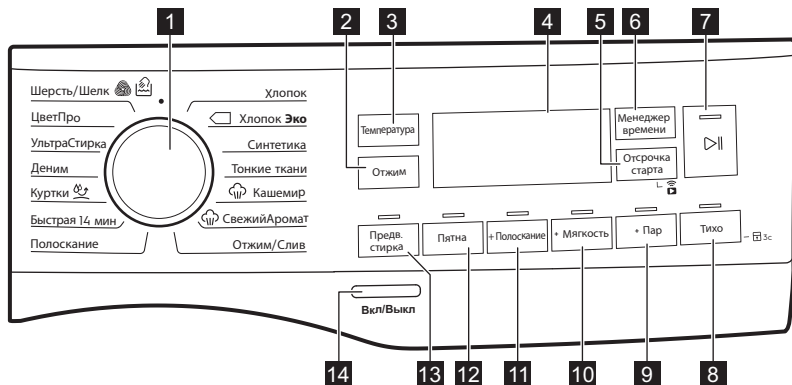 1
2
3
4
5
6
7
Шерсть/Шелк
ЦветПро
УльтраСтирка
Деним
Куртки
Быстрая 14 мин
Полоскание
Хлопок
Хлопок Эко
Синтетика
Тонкие ткани
Кашемир
СвежийАромат
Отжим/Слив
Температура
Отжим
Менеджер
времени
Отсрочка
старта
Предв.
стирка
Пятна
+Полоскание
+ Мягкость
+ Пар
Тихо
3с
Вкл/Выкл
14
13
12
11
10
9
8